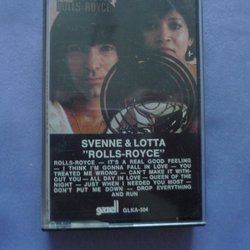 ROLLS-ROYCE
SVENNE & LOTTA
"ROLLS-ROYCE"
ROLLS-ROYCE — IT'S A REAL GOOD FEELING
— I THINK I'M GONNA FALL IN LOVE — YOU
TREATED ME WRONG — CAN'T MAKE IT WITH-
OUT YOU — ALL DAY IN LOVE — QUEEN OF THE
NIGHT — JUST WHEN I NEEDED YOU MOST —
DON'T PUT ME DOWN — DROP EVERYTHING
AND RUN
gazell GLKA-504